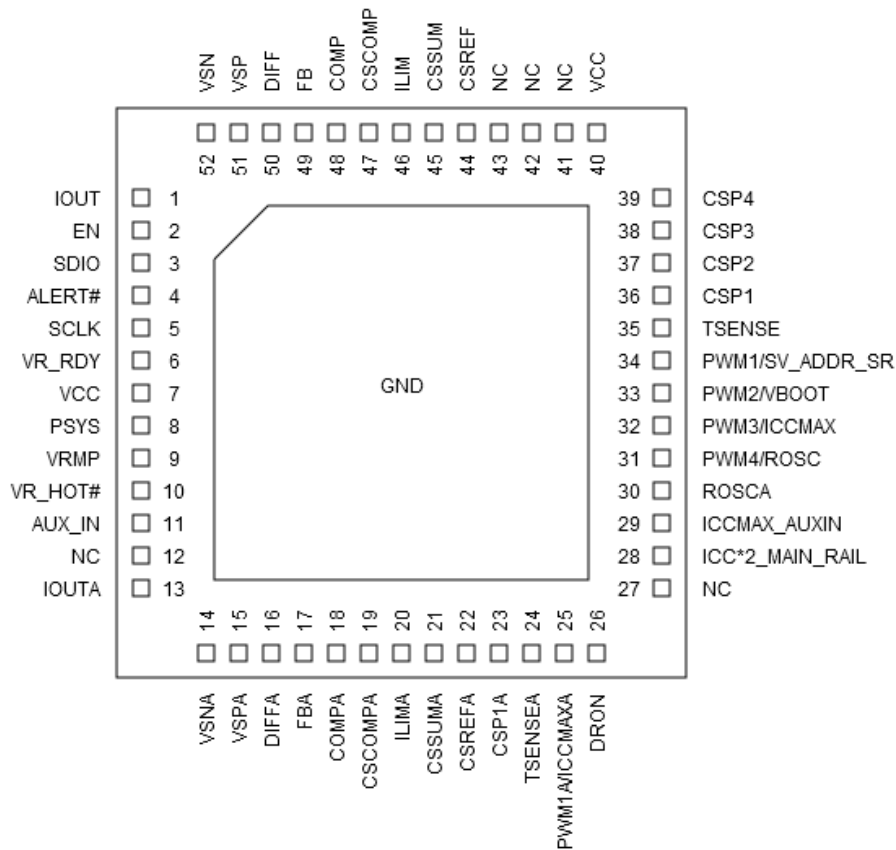 VSN
VSP
DIFF
FB
COMP
CSCOMP
ILIM
CSSUM
CSREF
NC
NC
NC
VCC
52
51
50
49
48
47
46
45
44
43
42
41
40
IOUT 1
EN 2
SDIO 3
ALERT# 4
SCLK 5
VR_RDY 6
VCC 7
PSYS 8
VRMP 9
VR_HOT# 10
AUX_IN 11
NC 12
IOUTA 13
GND
39 CSP4
38 CSP3
37 CSP2
36 CSP1
35 TSENSE
34 PWM1/SV_ADDR_SR
33 PWM2/VBOOT
32 PWM3/ICCMAX
31 PWM4/ROSC
30 ROSCA
29 ICCMAX_AUXIN
28 ICC*2_MAIN_RAIL
27 NC
14
15
16
17
18
19
20
21
22
23
24
25
26
VSNA
VSPA
DIFFA
FBA
COMPA
CSCOMPA
ILIMA
CSSUMA
CSREFA
CSP1A
TSENSEA
PWM1A/ICCMAXA
DRON